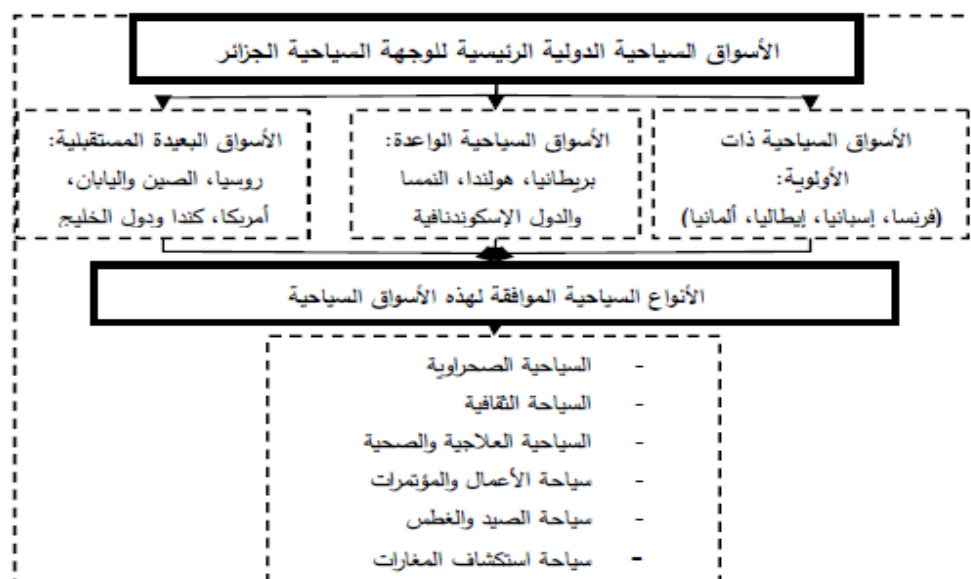 الأسواق السياحية الدولية الرئيسية للوجهة السياحية الجزائر
الأسواق السياحية ذات
الأولوية:
(فرنسا، إسبانيا، إيطاليا، ألمانيا)
الأسواق السياحية الواعدة:
بريطانيا، هولندا، النمسا
والدول الإسكوندنافية
الأسواق البعيدة المستقبلية:
روسيا، الصين واليابان،
أمريكا، كندا ودول الخليج
الأنواع السياحية الموافقة لهذه الأسواق السياحية
- السياحية الصحراوية
- السياحة الثقافية
- السياحية العلاجية والصحية
- سياحة الأعمال والمؤتمرات
- سياحة الصيد والغطس
- سياحة استكشاف المغارات